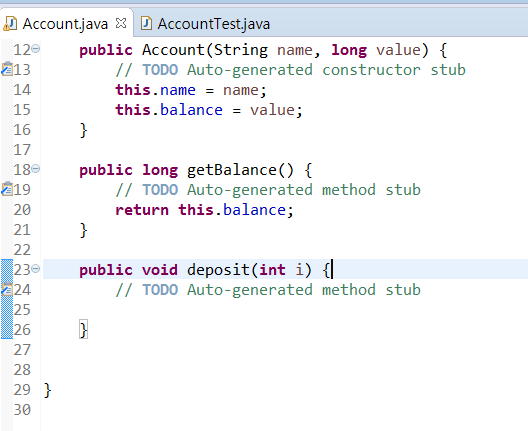 Account.java AccountTest.java
12 public Account(String name, long value) {
13 // TODO Auto-generated constructor stub
14 this.name = name;
15 this.balance = value;
16 }
17
18 public long getBalance() {
19 // TODO Auto-generated method stub
20 return this.balance;
21 }
22
23 public void deposit(int i) {
24 // TODO Auto-generated method stub
25
26 }
27
28
29 }
30